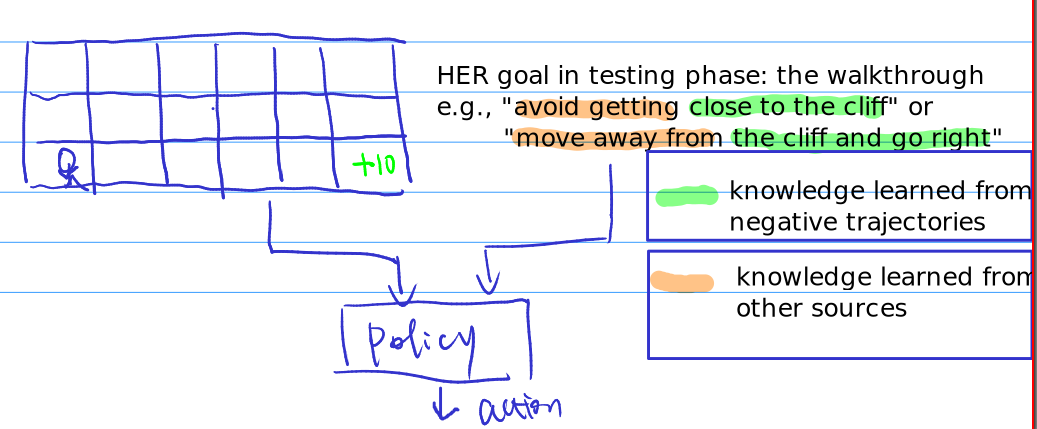 HER goal in testing phase: the walkthrough
e.g., "avoid getting close to the cliff" or
"move away from the cliff and go right"
+10
knowledge learned from
negative trajectories
knowledge learned from
other sources
Policy
action